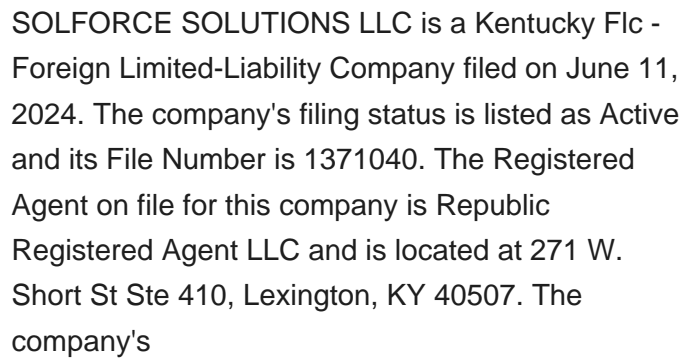 SOLFORCE SOLUTIONS LLC is a Kentucky Flc -
Foreign Limited-Liability Company filed on June 11,
2024. The company's filing status is listed as Active
and its File Number is 1371040. The Registered
Agent on file for this company is Republic
Registered Agent LLC and is located at 271 W.
Short St Ste 410, Lexington, KY 40507. The
company's